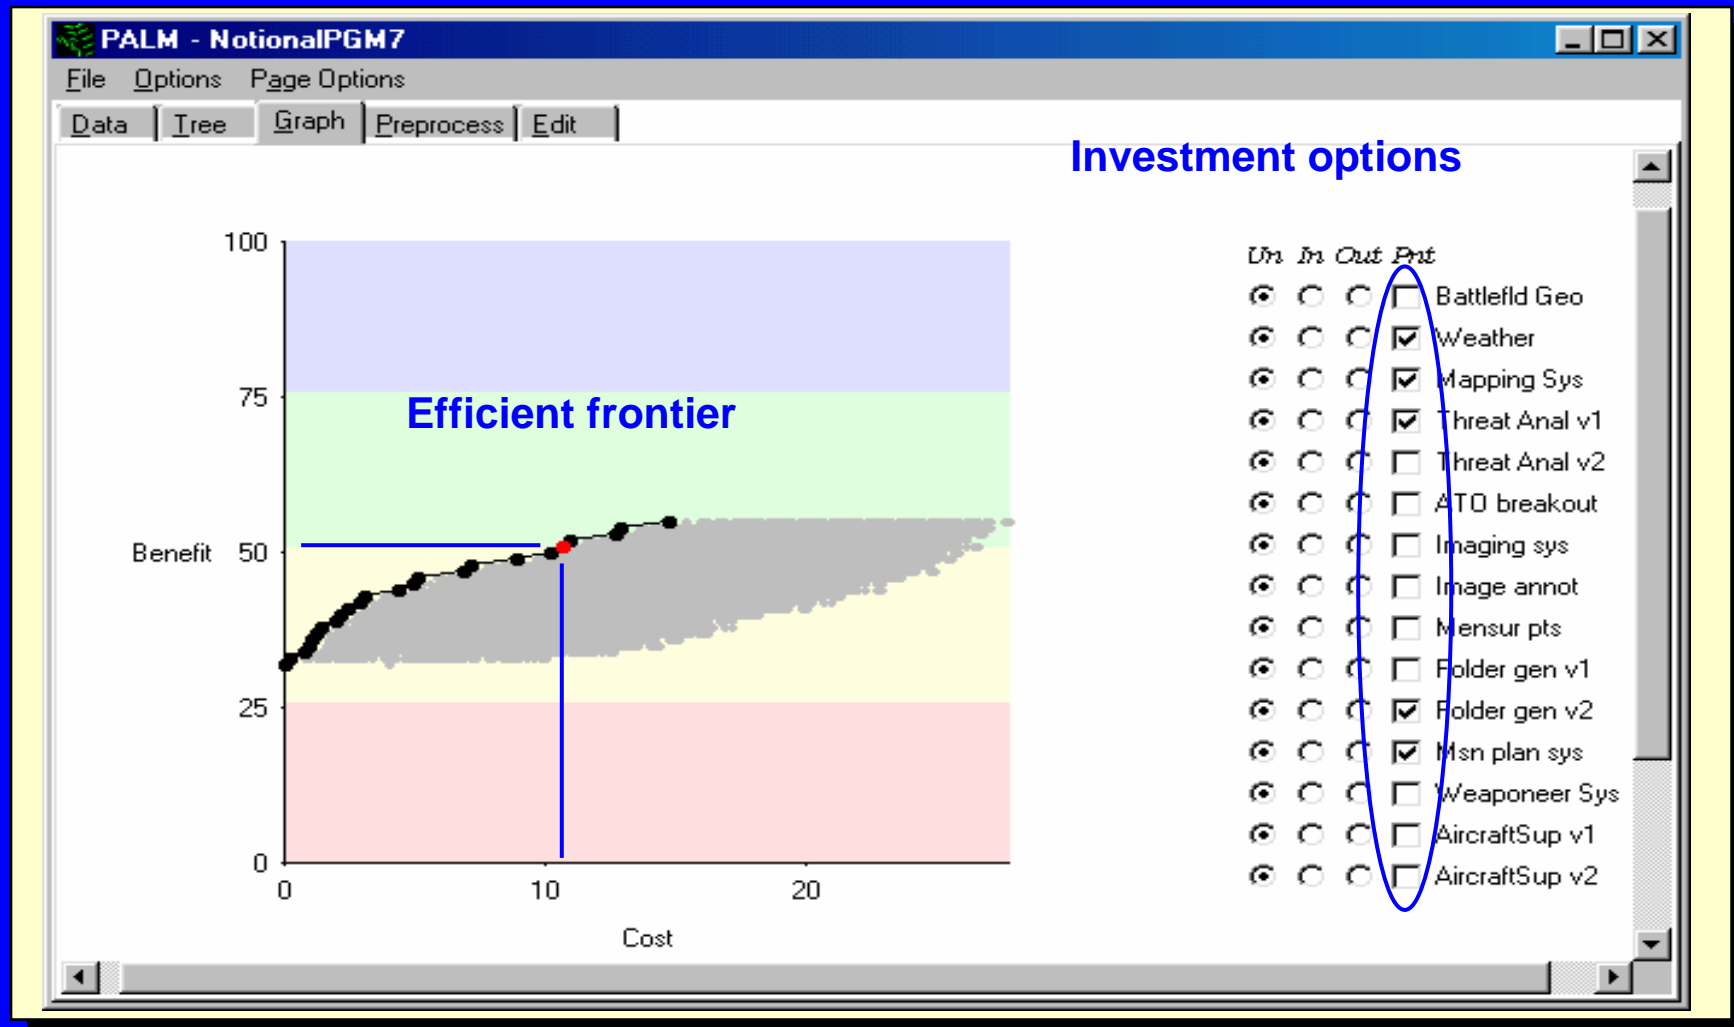 PALM - NotionalPGM7
File Options Page Options
Data Tree Graph Preprocess Edit
Investment options
Un In Out Pnt
Battlefld Geo
Weather
Mapping Sys
Threat Anal v1
Threat Anal v2
ATO breakout
Imaging sys
Image annot
Mensur pts
Folder gen v1
Folder gen v2
Msn plan sys
Weaponeer Sys
AircraftSup v1
AircraftSup v2
100
75
Efficient frontier
Benefit 50
25
0
0 10 20
Cost